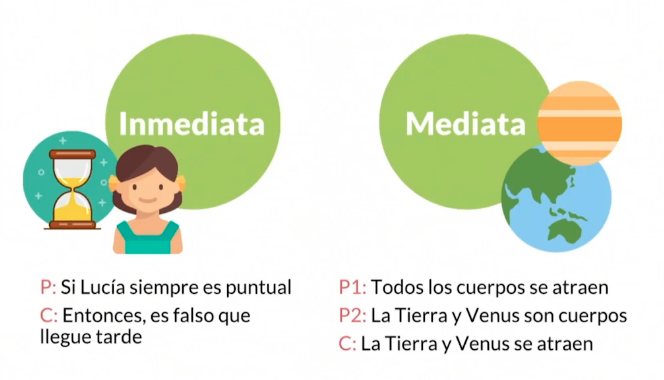 Inmediata
P: Si Lucía siempre es puntual
C: Entonces, es falso que
llegue tarde
Mediata
P1: Todos los cuerpos se atraen
P2: La Tierra y Venus son cuerpos
C: La Tierra y Venus se atraen